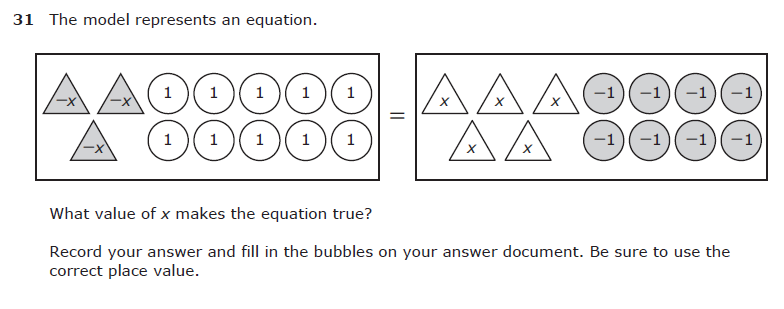 31 The model represents an equation.
−x −x 1 1 1 1 1 = x x x −1 −1 −1 −1
−x 1 1 1 1 1 x x −1 −1 −1 −1
What value of x makes the equation true?
Record your answer and fill in the bubbles on your answer document. Be sure to use the
correct place value.